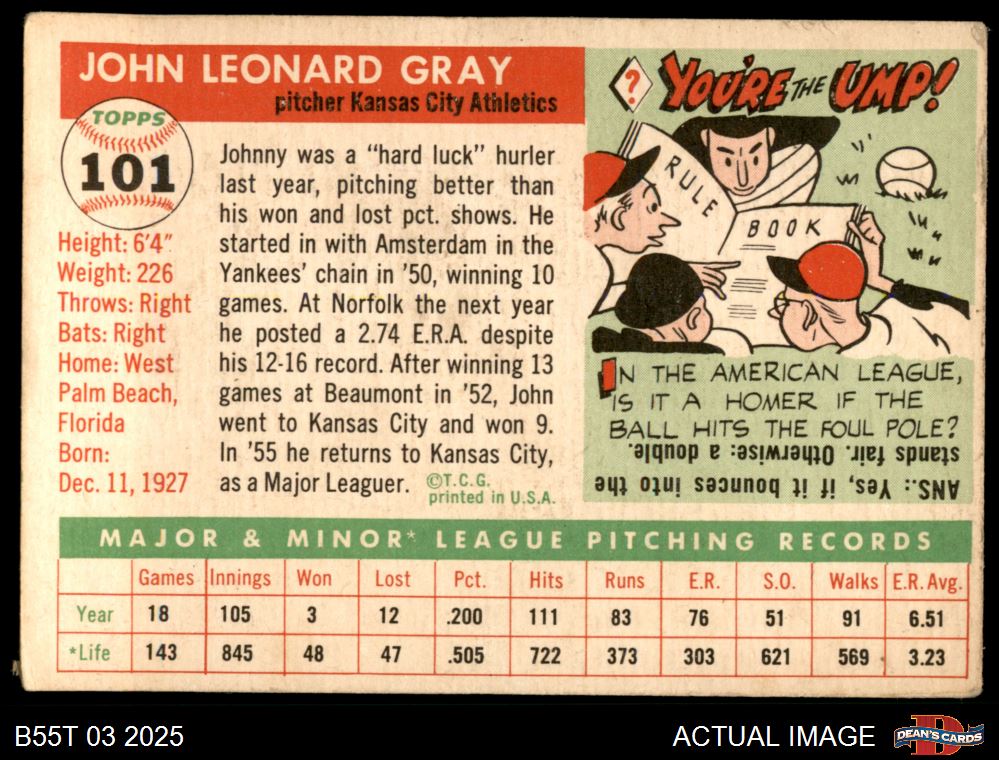 JOHN LEONARD GRAY
pitcher Kansas City Athletics
TOPPS
101
Height: 6'4"
Weight: 226
Throws: Right
Bats: Right
Home: West
Palm Beach,
Florida
Born:
Dec. 11, 1927
Johnny was a "hard luck" hurler
last year, pitching better than
his won and lost pct. shows. He
started in with Amsterdam in the
Yankees' chain in '50, winning 10
games. At Norfolk the next year
he posted a 2.74 E.R.A. despite
his 12-16 record. After winning 13
games at Beaumont in '52, John
went to Kansas City and won 9.
In '55 he returns to Kansas City,
as a Major Leaguer.
©T.C.G.
printed in U.S.A.
? YOU'RE THE UMP!
RULE
BOOK
IN THE AMERICAN LEAGUE,
IS IT A HOMER IF THE
BALL HITS THE FOUL POLE?
ANS.: Yes, if it bounces into the
stands fair. Otherwise: a double.
MAJOR & MINOR* LEAGUE PITCHING RECORDS
Games Innings Won Lost Pct. Hits Runs E.R. S.O. Walks E.R. Avg.
Year 18 105 3 12 .200 111 83 76 51 91 6.51
*Life 143 845 48 47 .505 722 373 303 621 569 3.23
B55T 03 2025
ACTUAL IMAGE
D
DEAN'S CARDS